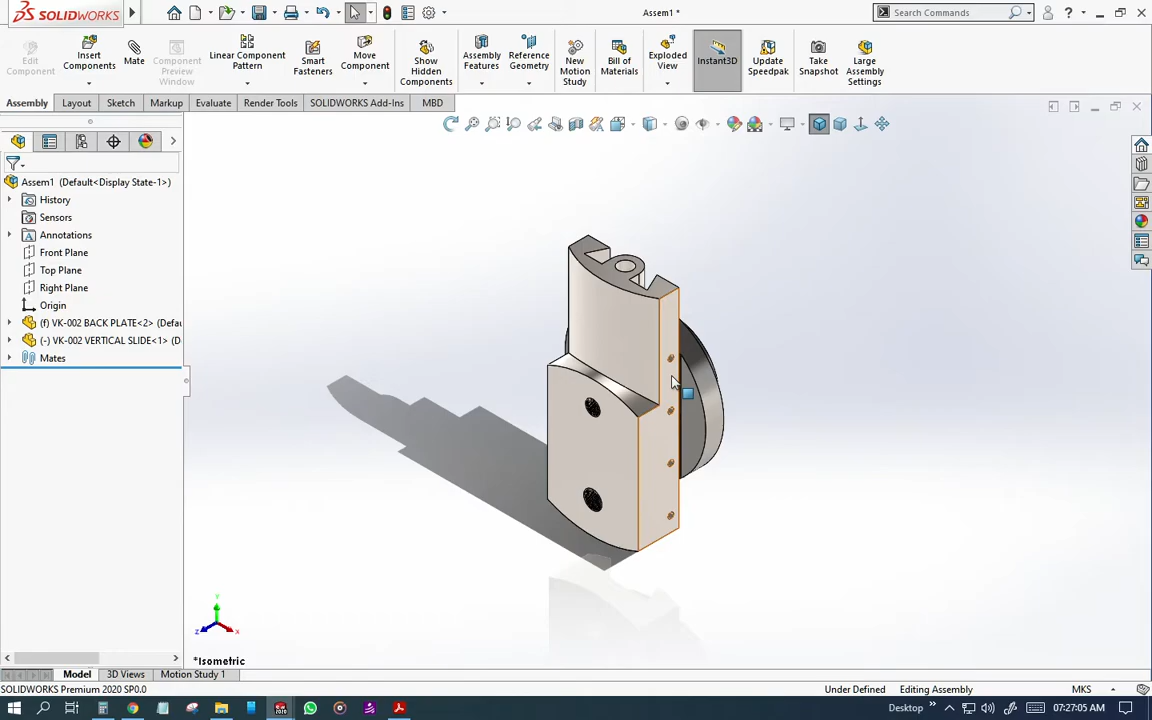 SOLIDWORKS
Assem1 *
Search Commands
Edit Component
Insert Components
Mate
Component Preview Window
Linear Component Pattern
Smart Fasteners
Move Component
Show Hidden Components
Assembly Features
Reference Geometry
New Motion Study
Bill of Materials
Exploded View
Instant3D
Update Speedpak
Take Snapshot
Large Assembly Settings
Assembly
Layout
Sketch
Markup
Evaluate
Render Tools
SOLIDWORKS Add-Ins
MBD
Assem1 (Default<Display State-1>)
History
Sensors
Annotations
Front Plane
Top Plane
Right Plane
Origin
(f) VK-002 BACK PLATE<2> (Defau
(-) VK-002 VERTICAL SLIDE<1> (D
Mates
Y
X
Z
*Isometric
Model
3D Views
Motion Study 1
SOLIDWORKS Premium 2020 SP0.0
Under Defined
Editing Assembly
MKS
Desktop
07:27:05 AM